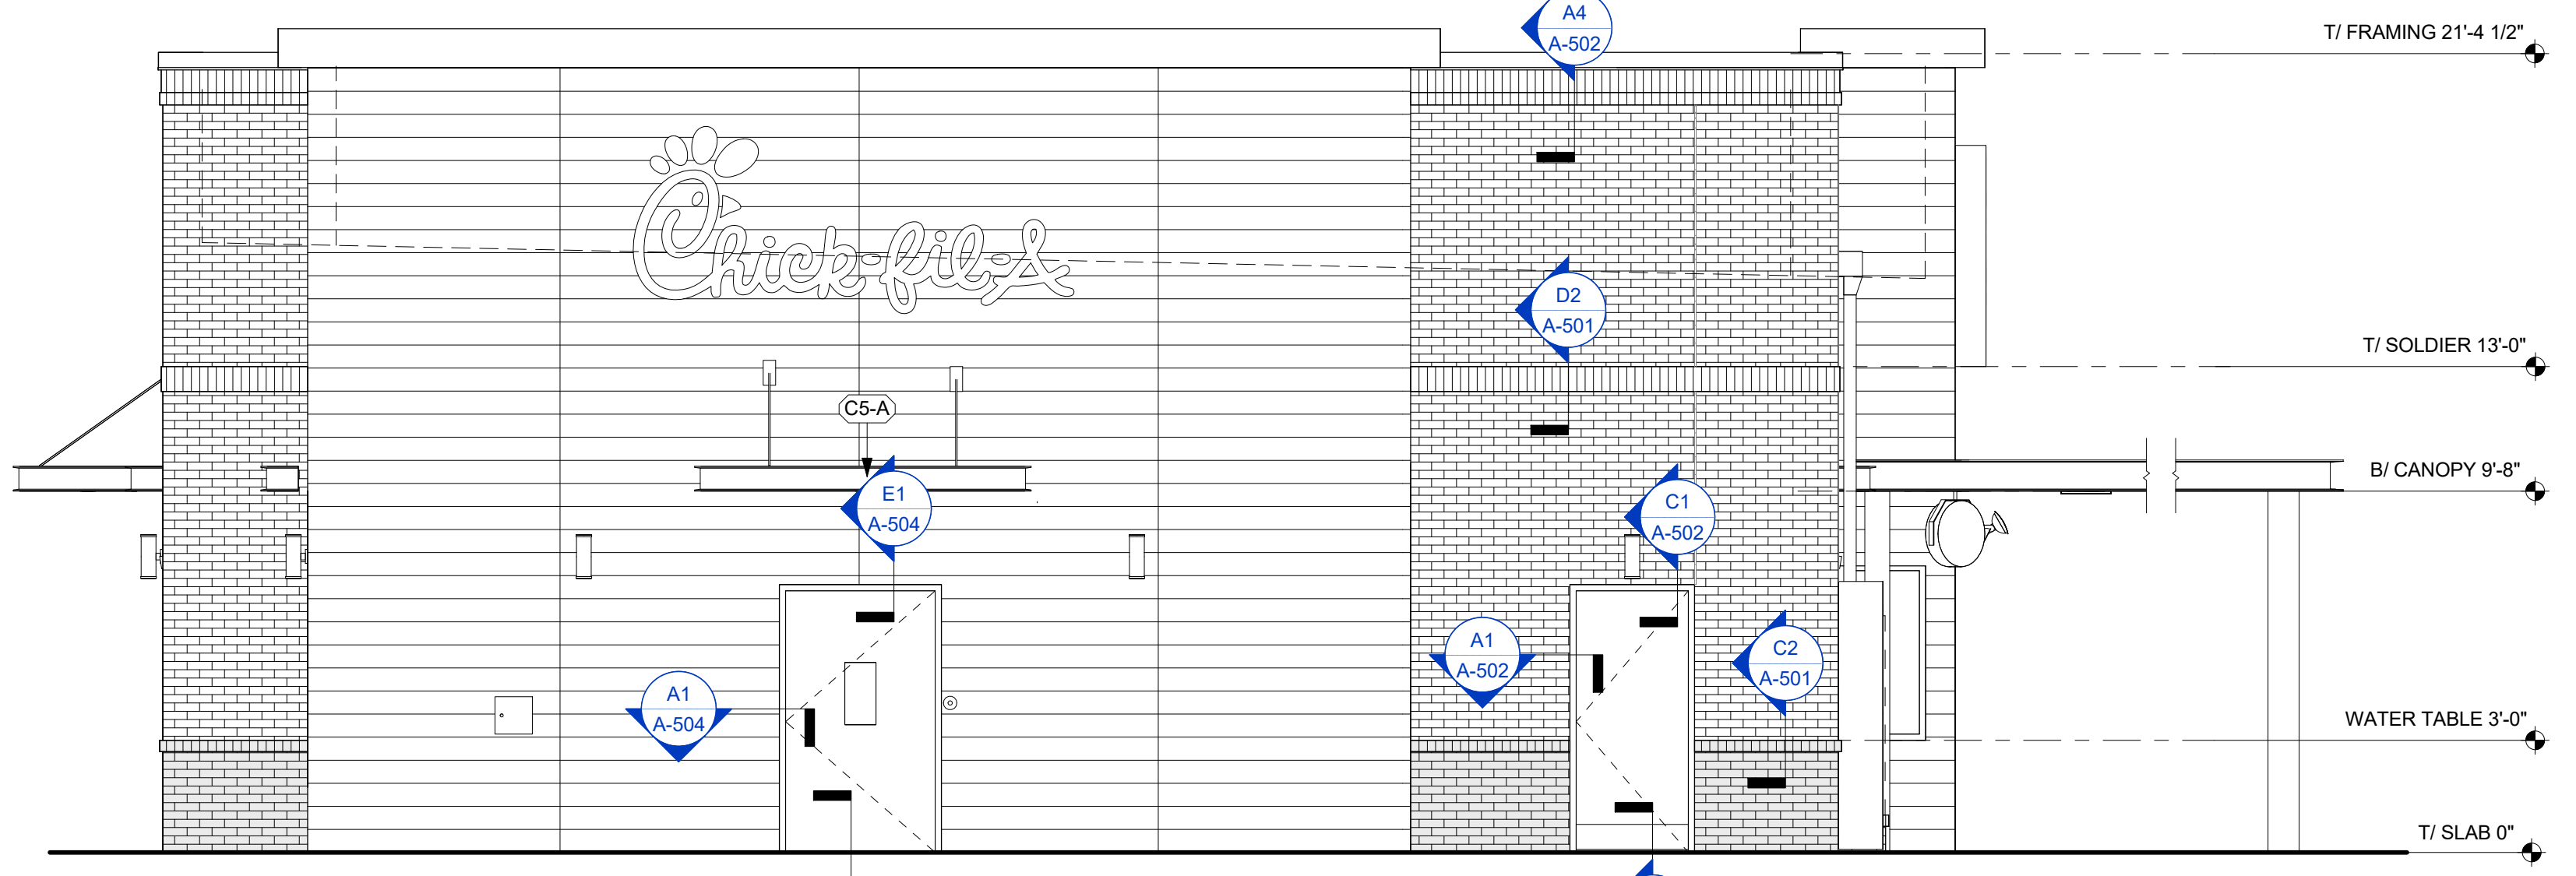 A4
A-502
T/ FRAMING 21'-4 1/2"
Chick-fil-A
D2
A-501
T/ SOLDIER 13'-0"
C5-A
B/ CANOPY 9'-8"
E1
A-504
C1
A-502
A1
A-502
C2
A-501
A1
A-504
WATER TABLE 3'-0"
T/ SLAB 0"